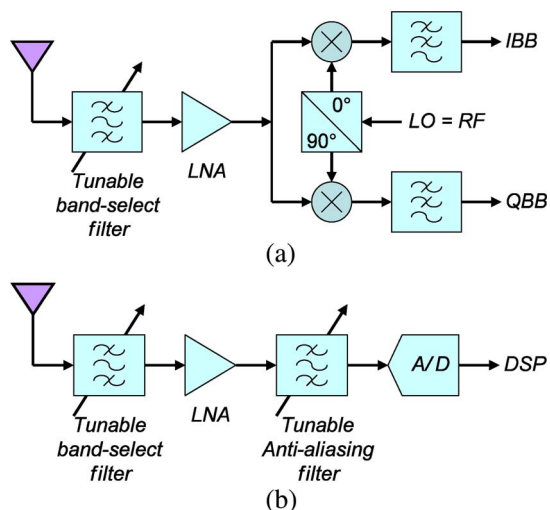 IBB
0°
LO = RF
90°
LNA
Tunable
band-select
filter
QBB
(a)
A/D
DSP
LNA
Tunable
band-select
filter
Tunable
Anti-aliasing
filter
(b)